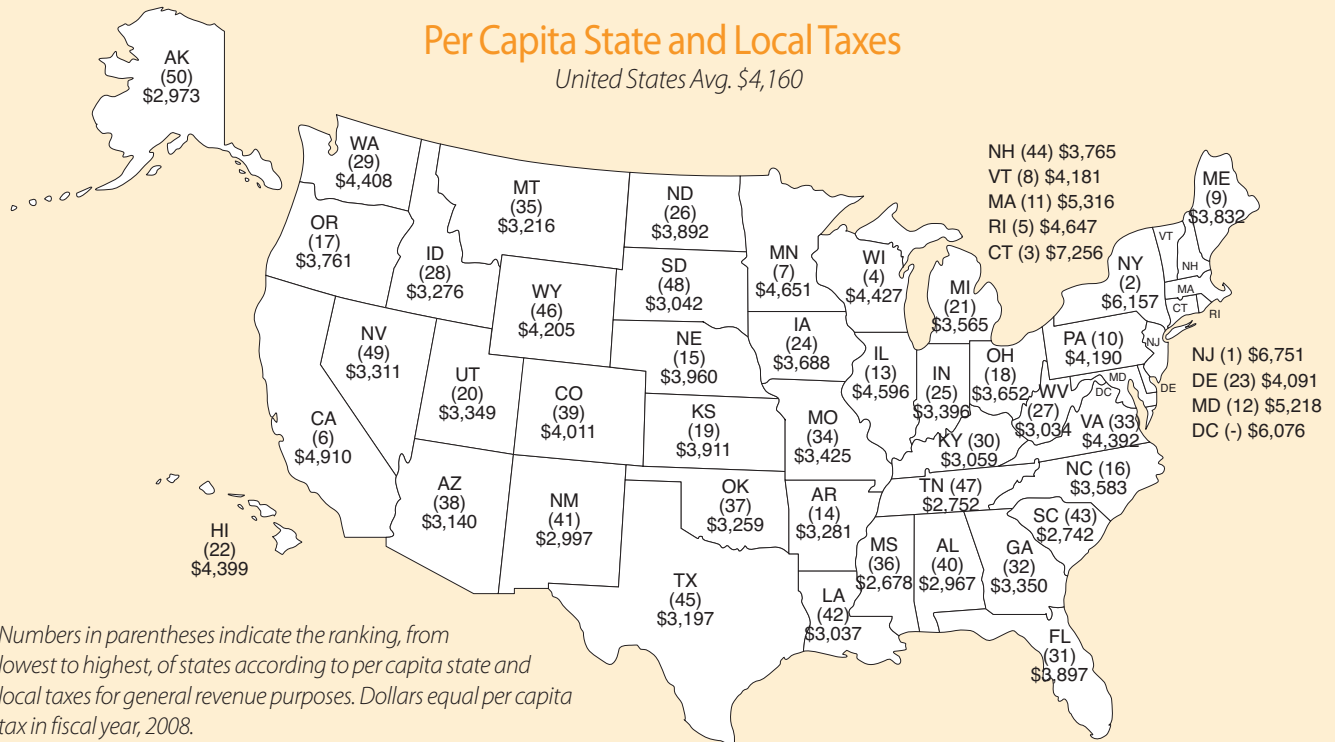 Per Capita State and Local Taxes
United States Avg. $4,160
AK
(50)
$2,973
WA
(29)
$4,408
OR
(17)
$3,761
ID
(28)
$3,276
MT
(35)
$3,216
ND
(26)
$3,892
SD
(48)
$3,042
WY
(46)
$4,205
NV
(49)
$3,311
UT
(20)
$3,349
CO
(39)
$4,011
CA
(6)
$4,910
AZ
(38)
$3,140
NM
(41)
$2,997
HI
(22)
$4,399
NE
(15)
$3,960
KS
(19)
$3,911
OK
(37)
$3,259
TX
(45)
$3,197
MN
(7)
$4,651
IA
(24)
$3,688
MO
(34)
$3,425
AR
(14)
$3,281
LA
(42)
$3,037
WI
(4)
$4,427
IL
(13)
$4,596
MI
(21)
$3,565
IN
(25)
$3,396
OH
(18)
$3,652
KY (30)
$3,059
TN (47)
$2,752
MS
(36)
$2,678
AL
(40)
$2,967
GA
(32)
$3,350
FL
(31)
$3,897
SC (43)
$2,742
NC (16)
$3,583
VA (33)
$4,392
WV
(27)
$3,034
PA (10)
$4,190
NY
(2)
$6,157
ME
(9)
$3,832
VT
NH
MA
CT
RI
NJ
MD
DC
DE
NH (44) $3,765
VT (8) $4,181
MA (11) $5,316
RI (5) $4,647
CT (3) $7,256
NJ (1) $6,751
DE (23) $4,091
MD (12) $5,218
DC (-) $6,076
Numbers in parentheses indicate the ranking, from
lowest to highest, of states according to per capita state and
local taxes for general revenue purposes. Dollars equal per capita
tax in fiscal year, 2008.